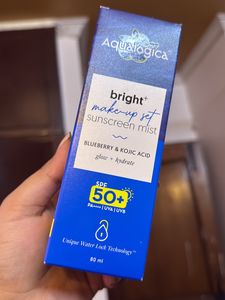 Aqualogica
bright+
make-up set
sunscreen mist
BLUEBERRY & KOJIC ACID
glow + hydrate
SPF
50+
PA++++ | UVA | UVB
Unique Water Lock Technology™
80 ml